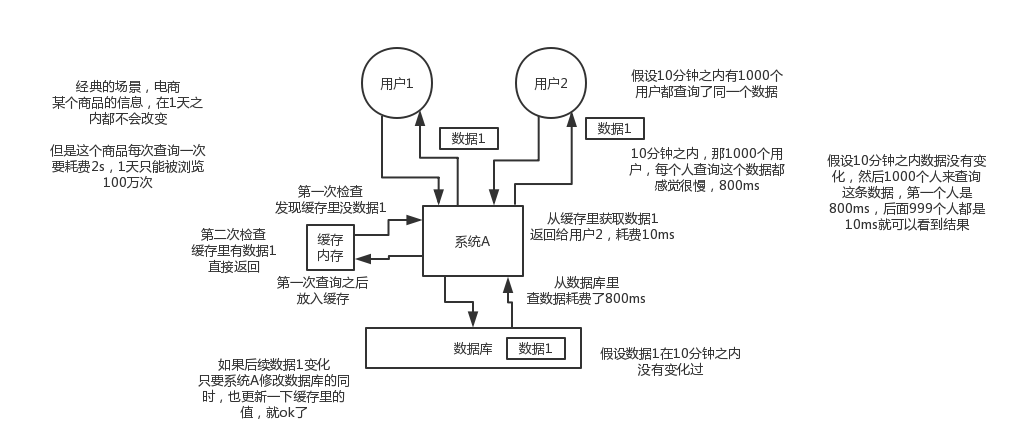 用户1
用户2
假设10分钟之内有1000个
用户都查询了同一个数据
经典的场景，电商
某个商品的信息，在1天之
内都不会改变
数据1
数据1
但是这个商品每次查询一次
要耗费2s，1天只能被浏览
100万次
10分钟之内，那1000个用
户，每个人查询这个数据都
感觉很慢，800ms
假设10分钟之内数据没有变
化，然后1000个人来查询
这条数据，第一个人是
800ms，后面999个人都是
10ms就可以看到结果
第一次检查
发现缓存里没数据1
第二次检查
缓存里有数据1
直接返回
缓存
内存
系统A
从缓存里获取数据1
返回给用户2，耗费10ms
第一次查询之后
放入缓存
从数据库里
查数据耗费了800ms
数据库
数据1
假设数据1在10分钟之内
没有变化过
如果后续数据1变化
只要系统A修改数据库的同
时，也更新一下缓存里的
值，就ok了